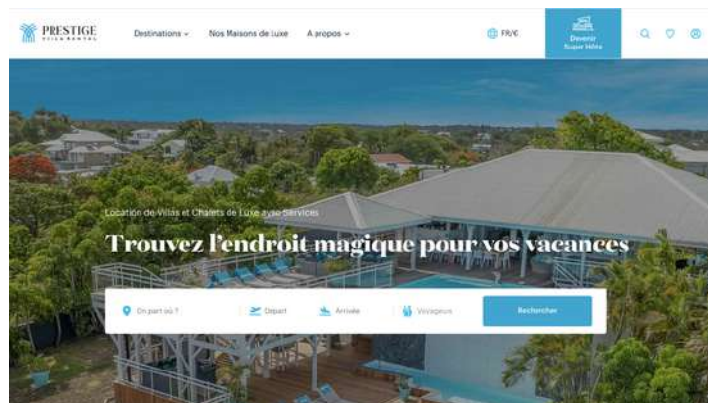 PRESTIGE
VILLA RENTAL
Destinations
Nos Maisons de Luxe
A propos
FR/€
Devenir
Super Hôte
Location de Villas et Chalets de Luxe avec Services
Trouvez l'endroit magique pour vos vacances
On part où ?
Départ
Arrivée
Voyageurs
Rechercher